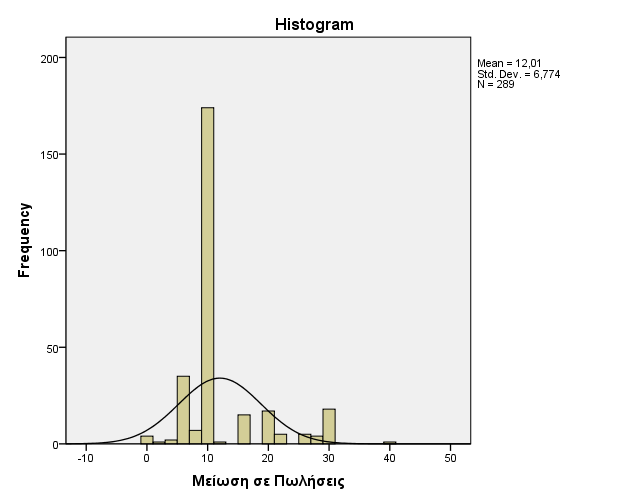 Histogram
Mean = 12,01
Std. Dev. = 6,774
N = 289
200
150
100
50
0
Frequency
-10 0 10 20 30 40 50
Μείωση σε Πωλήσεις